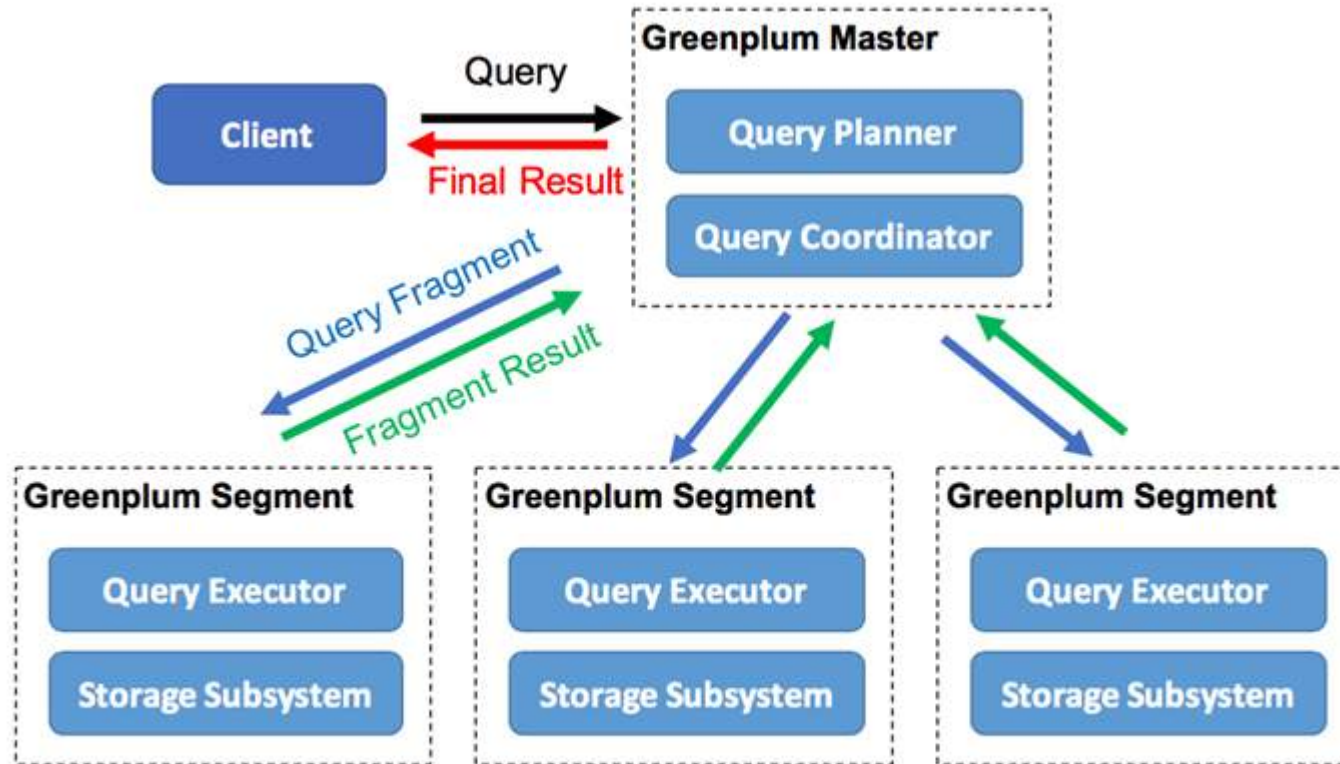 Greenplum Master
Query
Client
Query Planner
Final Result
Query Coordinator
Query Fragment
Fragment Result
Greenplum Segment
Query Executor
Storage Subsystem
Greenplum Segment
Query Executor
Storage Subsystem
Greenplum Segment
Query Executor
Storage Subsystem